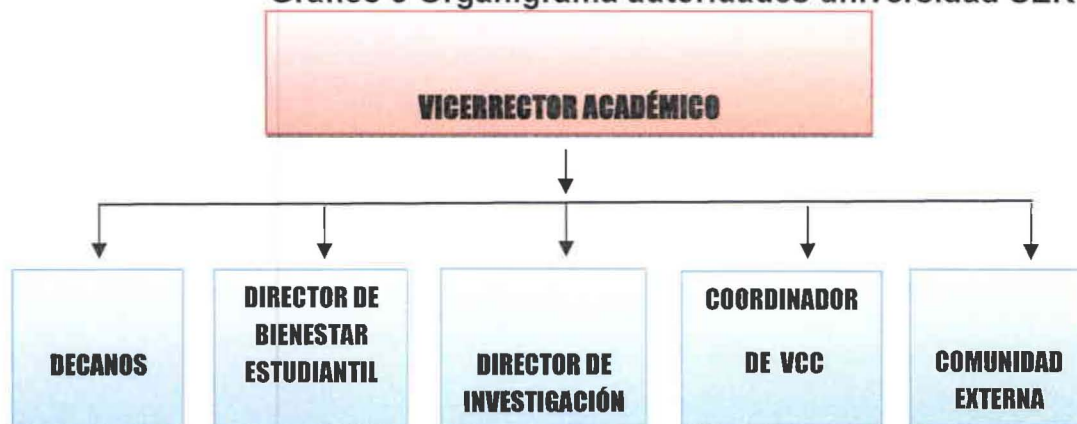 VICERRECTOR ACADÉMICO
DECANOS
DIRECTOR DE
BIENESTAR
ESTUDIANTIL
DIRECTOR DE
INVESTIGACIÓN
COORDINADOR
DE VCC
COMUNIDAD
EXTERNA